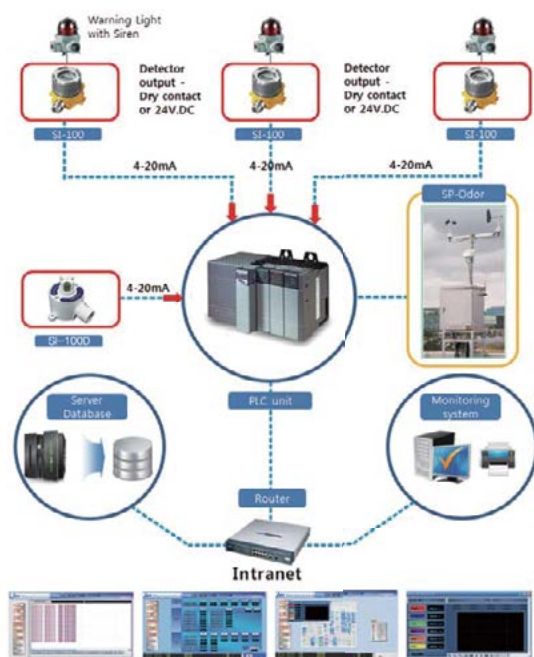 Warning Light
with Siren
Detector
output -
Dry contact
or 24V.DC
Detector
output -
Dry contact
or 24V.DC
SI-100
SI-100
SI-100
4-20mA
4-20mA
4-20mA
SP-Odor
4-20mA
SI-100D
PLC unit
Server
Database
Monitoring
system
Router
Intranet